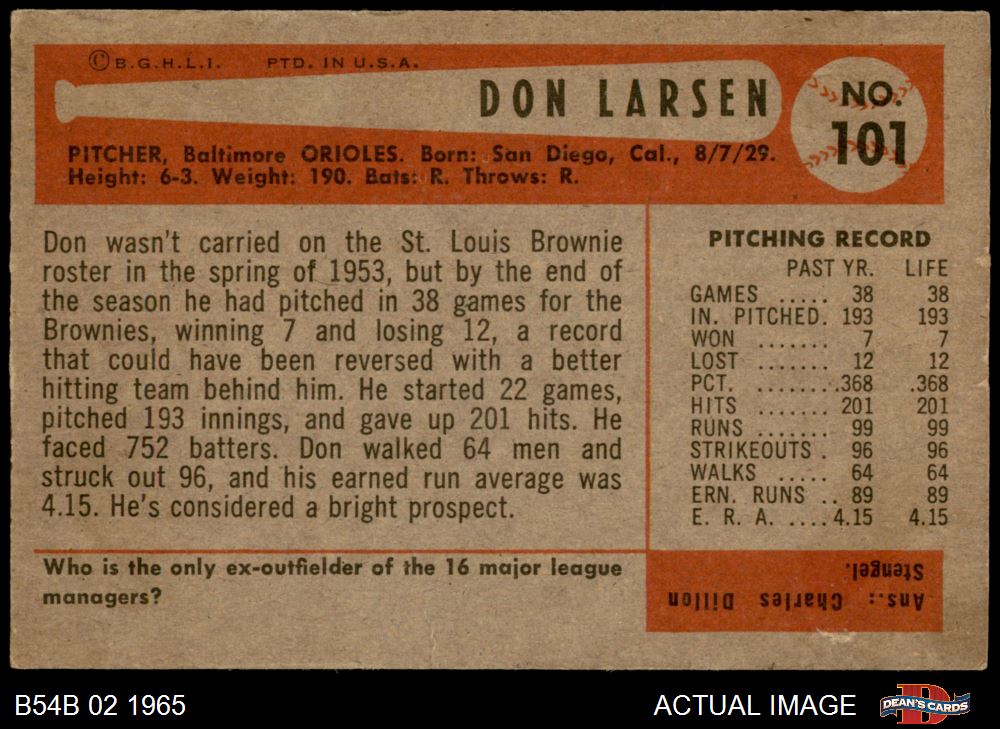 ©B.G.H.L.I. PTD. IN U.S.A.
DON LARSEN
NO.
101
PITCHER, Baltimore ORIOLES. Born: San Diego, Cal., 8/7/29.
Height: 6-3. Weight: 190. Bats: R. Throws: R.
Don wasn't carried on the St. Louis Brownie
roster in the spring of 1953, but by the end of
the season he had pitched in 38 games for the
Brownies, winning 7 and losing 12, a record
that could have been reversed with a better
hitting team behind him. He started 22 games,
pitched 193 innings, and gave up 201 hits. He
faced 752 batters. Don walked 64 men and
struck out 96, and his earned run average was
4.15. He's considered a bright prospect.
PITCHING RECORD
PAST YR. LIFE
GAMES ..... 38 38
IN. PITCHED. 193 193
WON ....... 7 7
LOST ....... 12 12
PCT. ........368 .368
HITS ....... 201 201
RUNS ....... 99 99
STRIKEOUTS . 96 96
WALKS ..... 64 64
ERN. RUNS .. 89 89
E. R. A. ....4.15 4.15
Who is the only ex-outfielder of the 16 major league
managers?
Ans.: Charles Dillon
Stengel.
B54B 02 1965
ACTUAL IMAGE
D
DEAN'S CARDS